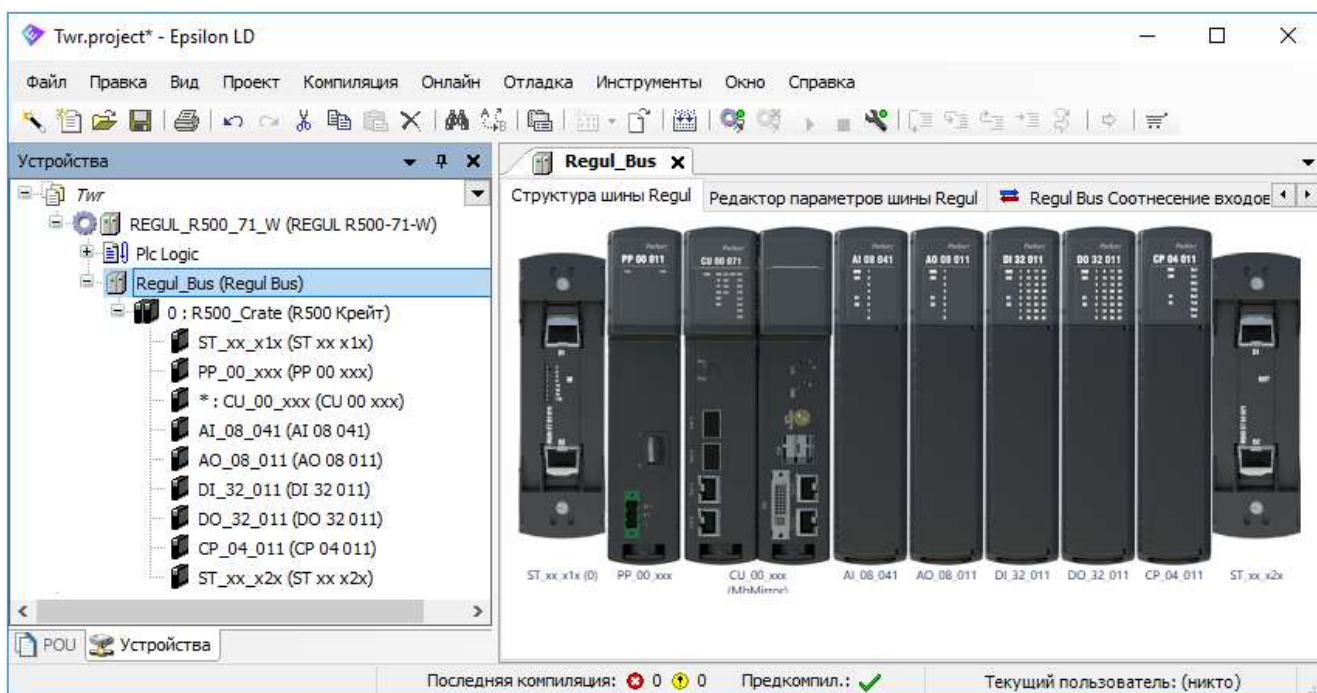 Twr.project* - Epsilon LD
Файл Правка Вид Проект Компиляция Онлайн Отладка Инструменты Окно Справка
Устройства
Twr
REGUL_R500_71_W (REGUL R500-71-W)
Plc Logic
Regul_Bus (Regul Bus)
0 : R500_Crate (R500 Крейт)
ST_xx_x1x (ST xx x1x)
PP_00_xxx (PP 00 xxx)
* : CU_00_xxx (CU 00 xxx)
AI_08_041 (AI 08 041)
AO_08_011 (AO 08 011)
DI_32_011 (DI 32 011)
DO_32_011 (DO 32 011)
CP_04_011 (CP 04 011)
ST_xx_x2x (ST xx x2x)
POU Устройства
Regul_Bus
Структура шины Regul Редактор параметров шины Regul Regul Bus Соотнесение входов
PP 00 011 CU 00 071 AI 08 041 AO 08 011 DI 32 011 DO 32 011 CP 04 011
ST_xx_x1x (0) PP_00_xxx CU_00_xxx AI_08_041 AO_08_011 DI_32_011 DO_32_011 CP_04_011 ST_xx_x2x
(MbMirror)
Последняя компиляция: 0 0 Предкомпил.: Текущий пользователь: (никто)